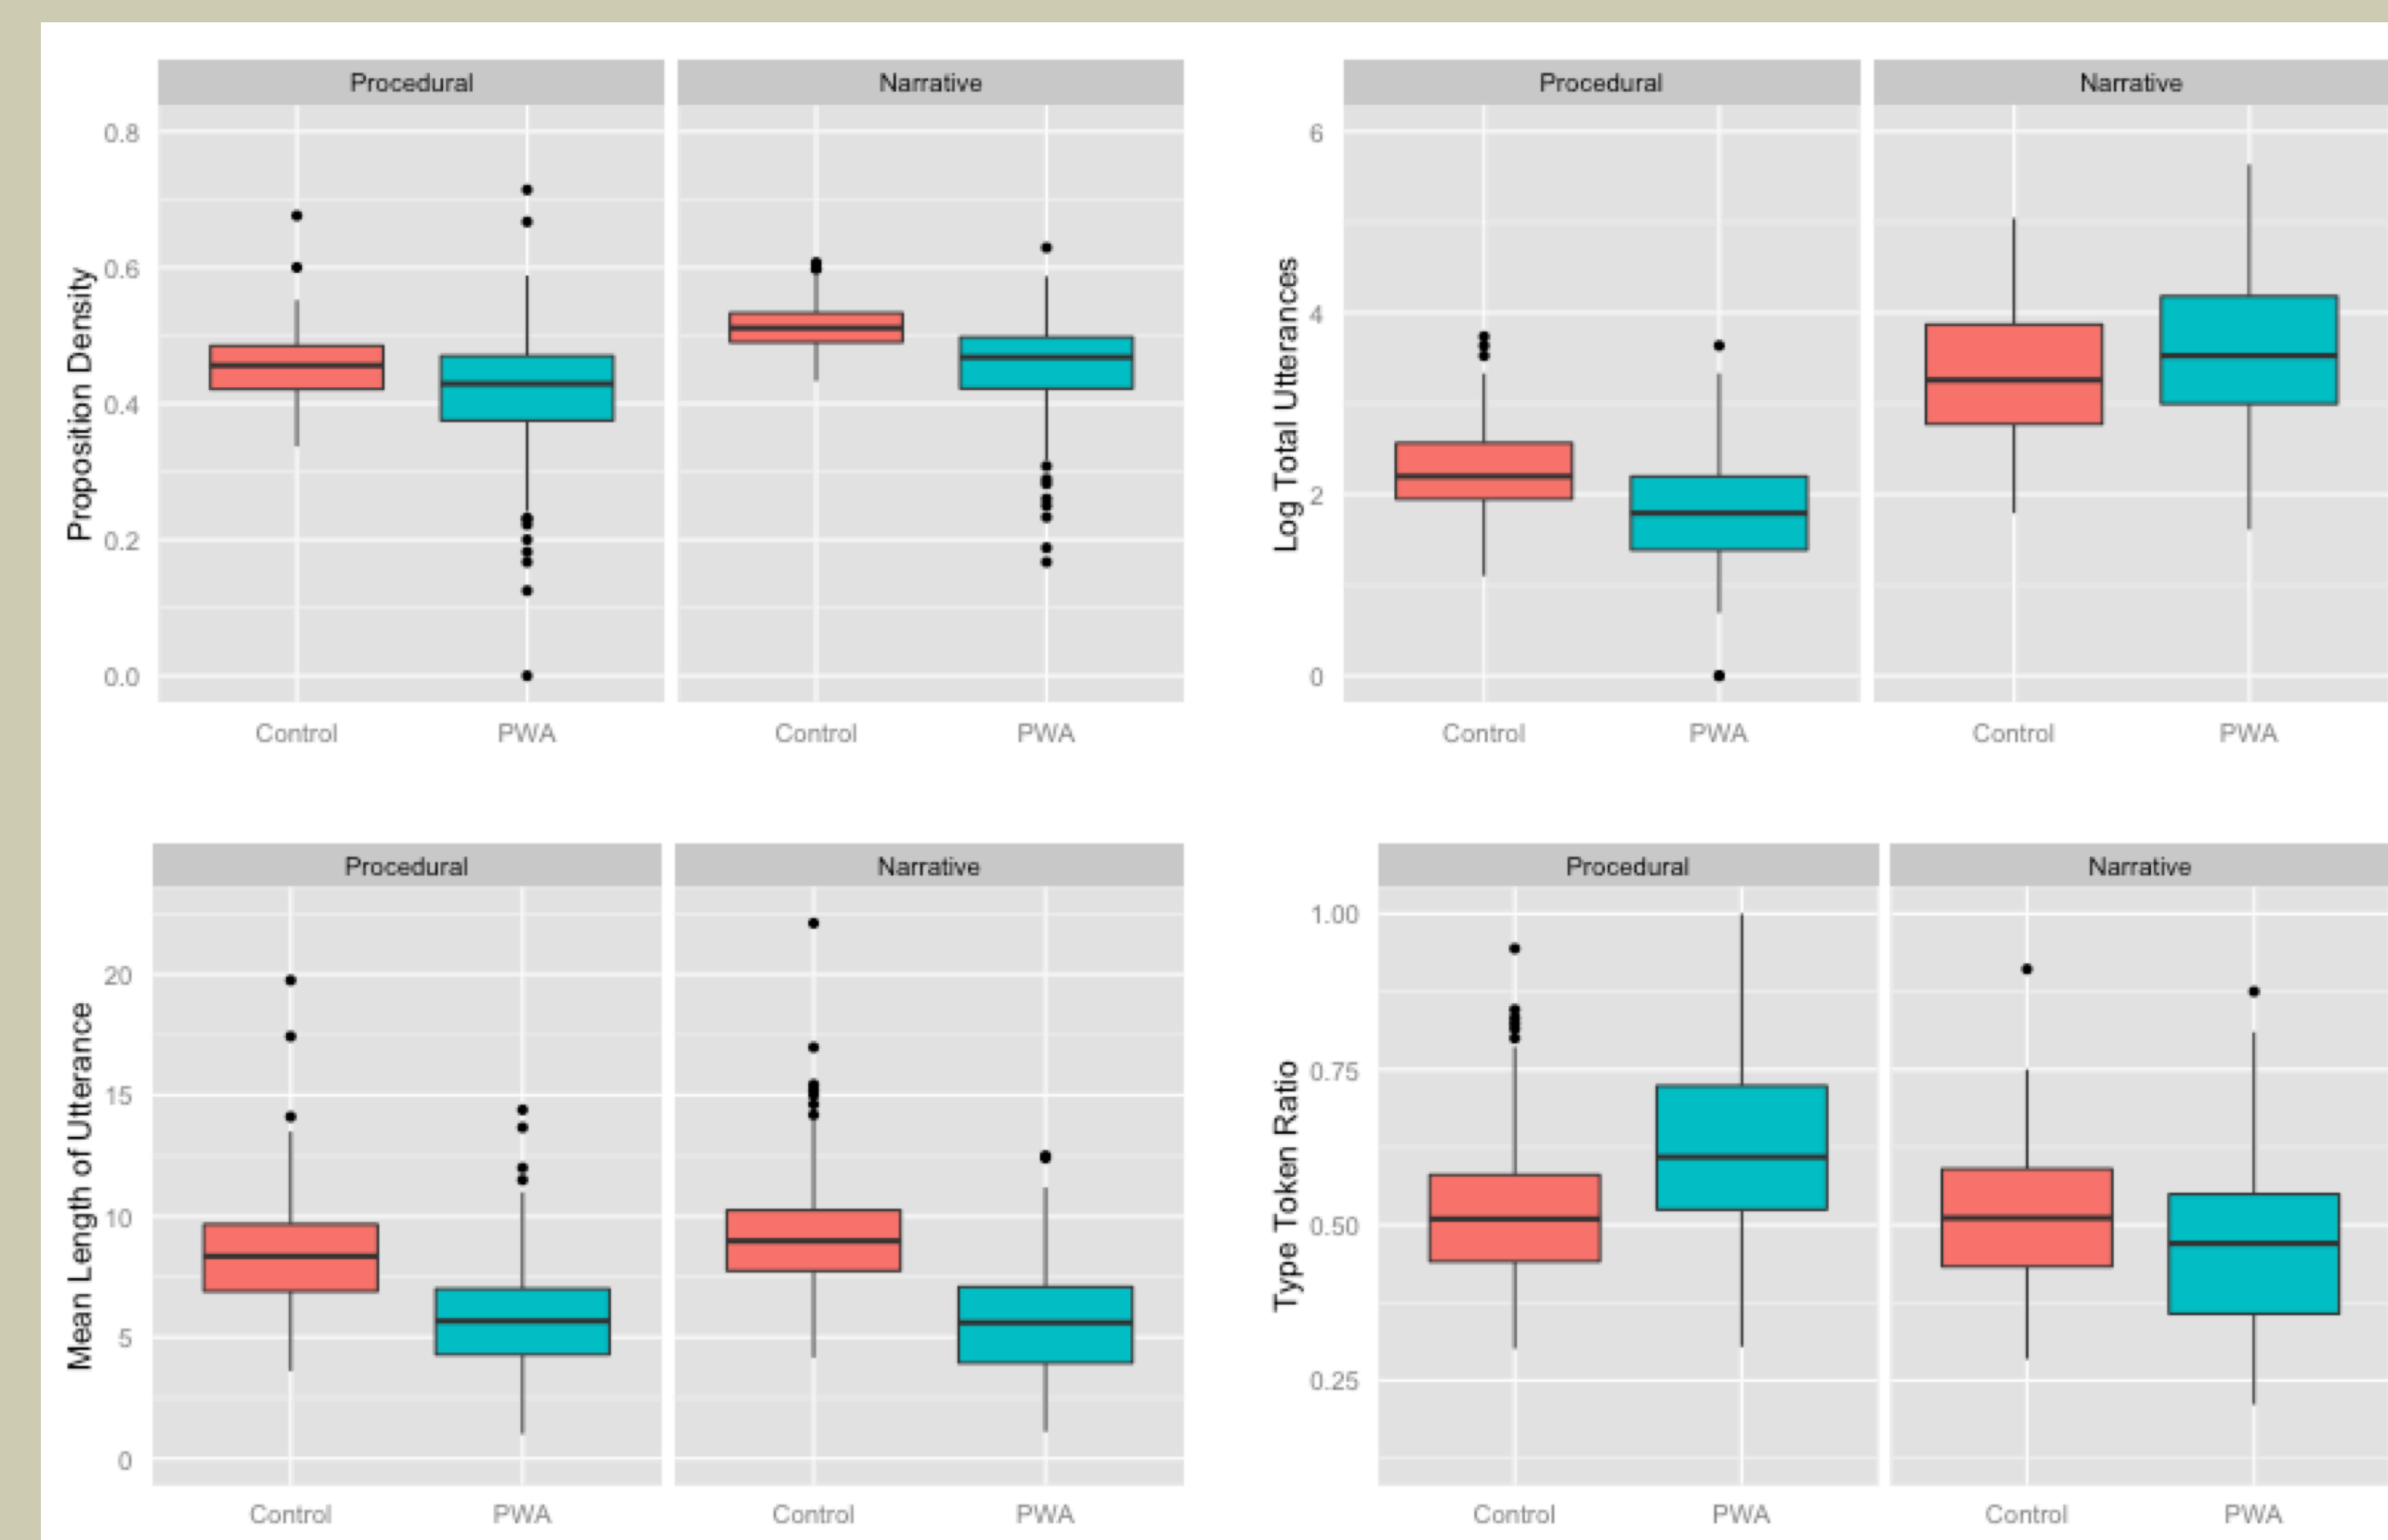 Procedural Narrative
Proposition Density
0.8
0.6
0.4
0.2
0.0
Control PWA Control PWA
Procedural Narrative
Log Total Utterances
6
4
2
0
Control PWA Control PWA
Procedural Narrative
Mean Length of Utterance
20
15
10
5
0
Control PWA Control PWA
Procedural Narrative
Type Token Ratio
1.00
0.75
0.50
0.25
Control PWA Control PWA